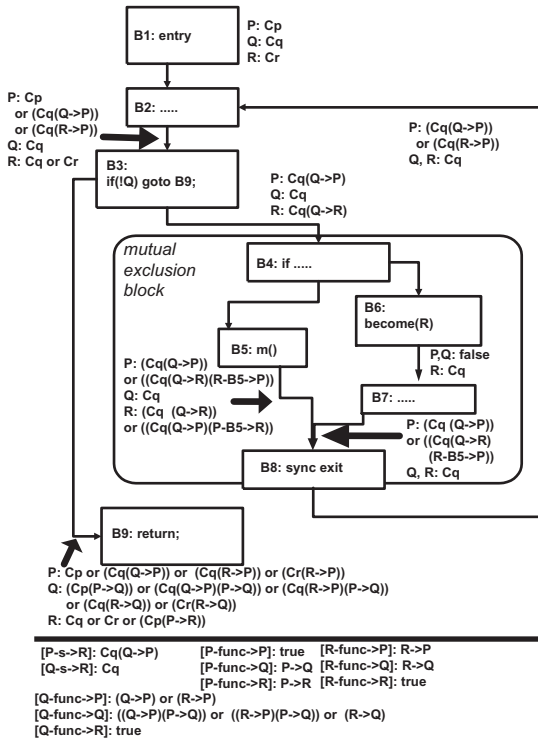 B1: entry
P: Cp
Q: Cq
R: Cr
P: Cp
or (Cq(Q->P))
or (Cq(R->P))
Q: Cq
R: Cq or Cr
B2: .....
P: (Cq(Q->P))
or (Cq(R->P))
Q, R: Cq
B3:
if(!Q) goto B9;
P: Cq(Q->P)
Q: Cq
R: Cq(Q->R)
mutual
exclusion
block
B4: if .....
B6:
become(R)
B5: m()
P,Q: false
R: Cq
P: (Cq(Q->P))
or ((Cq(Q->R)(R-B5->P))
Q: Cq
R: (Cq (Q->R))
or ((Cq(Q->P)(P-B5->R))
B7: .....
P: (Cq (Q->P))
or ((Cq(Q->R)
(R-B5->P))
Q, R: Cq
B8: sync exit
B9: return;
P: Cp or (Cq(Q->P)) or (Cq(R->P)) or (Cr(R->P))
Q: (Cp(P->Q)) or (Cq(Q->P)(P->Q)) or (Cq(R->P)(P->Q))
or (Cq(R->Q)) or (Cr(R->Q))
R: Cq or Cr or (Cp(P->R))
[P-s->R]: Cq(Q->P) [P-func->P]: true [R-func->P]: R->P
[Q-s->R]: Cq [P-func->Q]: P->Q [R-func->Q]: R->Q
[P-func->R]: P->R [R-func->R]: true
[Q-func->P]: (Q->P) or (R->P)
[Q-func->Q]: ((Q->P)(P->Q)) or ((R->P)(P->Q)) or (R->Q)
[Q-func->R]: true